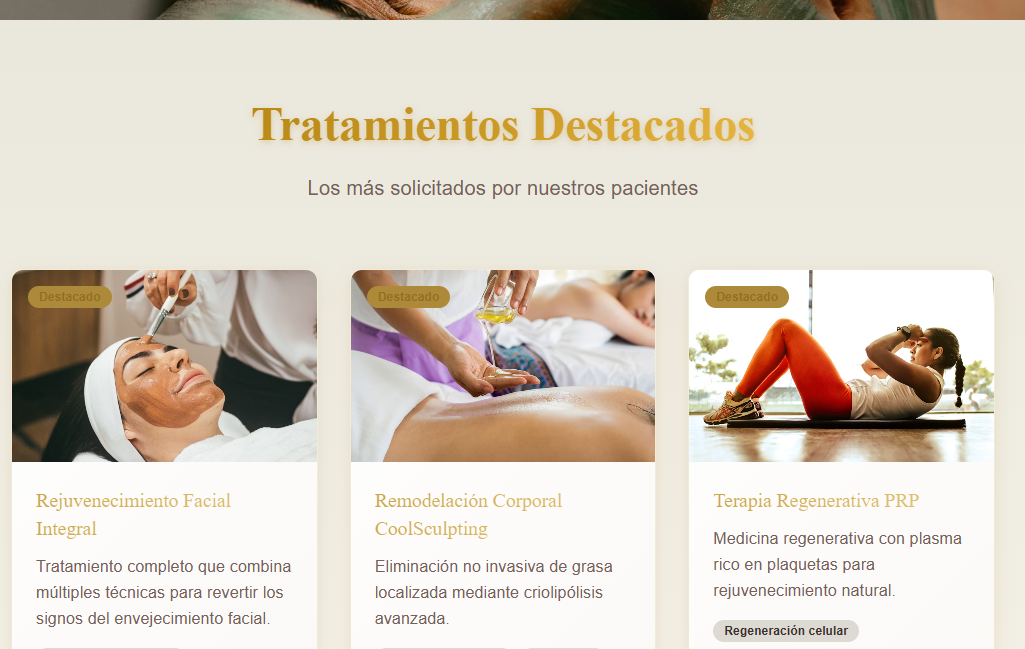 Tratamientos Destacados
Los más solicitados por nuestros pacientes
Destacado
Destacado
Destacado
Rejuvenecimiento Facial
Integral
Tratamiento completo que combina
múltiples técnicas para revertir los
signos del envejecimiento facial.
Remodelación Corporal
CoolSculpting
Eliminación no invasiva de grasa
localizada mediante criolipólisis
avanzada.
Terapia Regenerativa PRP
Medicina regenerativa con plasma
rico en plaquetas para
rejuvenecimiento natural.
Regeneración celular